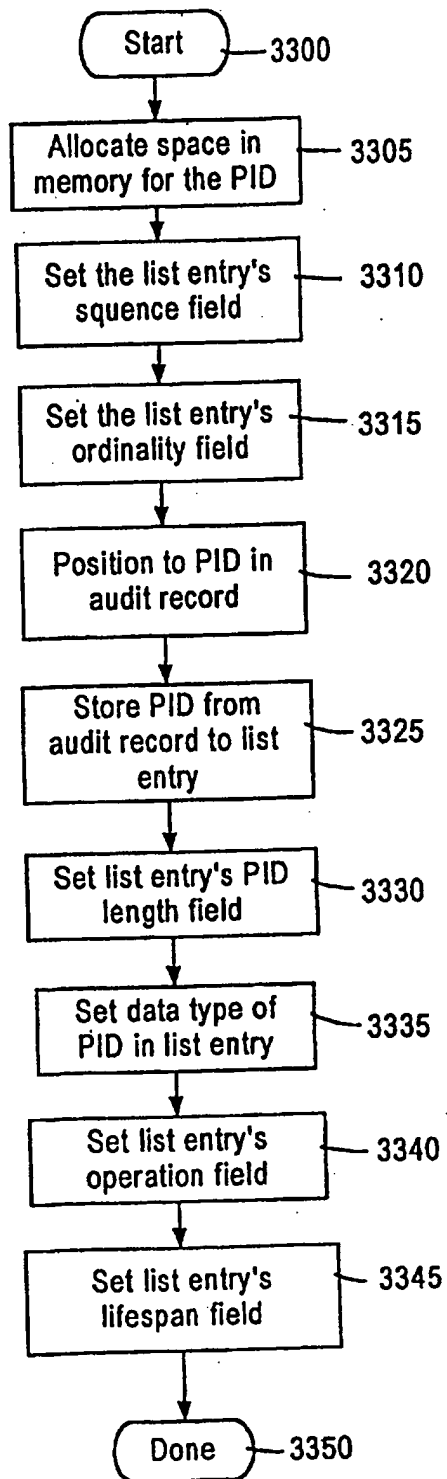 Start
3300
Allocate space in
memory for the PID
3305
Set the list entry's
squence field
3310
Set the list entry's
ordinality field
3315
Position to PID in
audit record
3320
Store PID from
audit record to list
entry
3325
Set list entry's PID
length field
3330
Set data type of
PID in list entry
3335
Set list entry's
operation field
3340
Set list entry's
lifespan field
3345
Done
3350